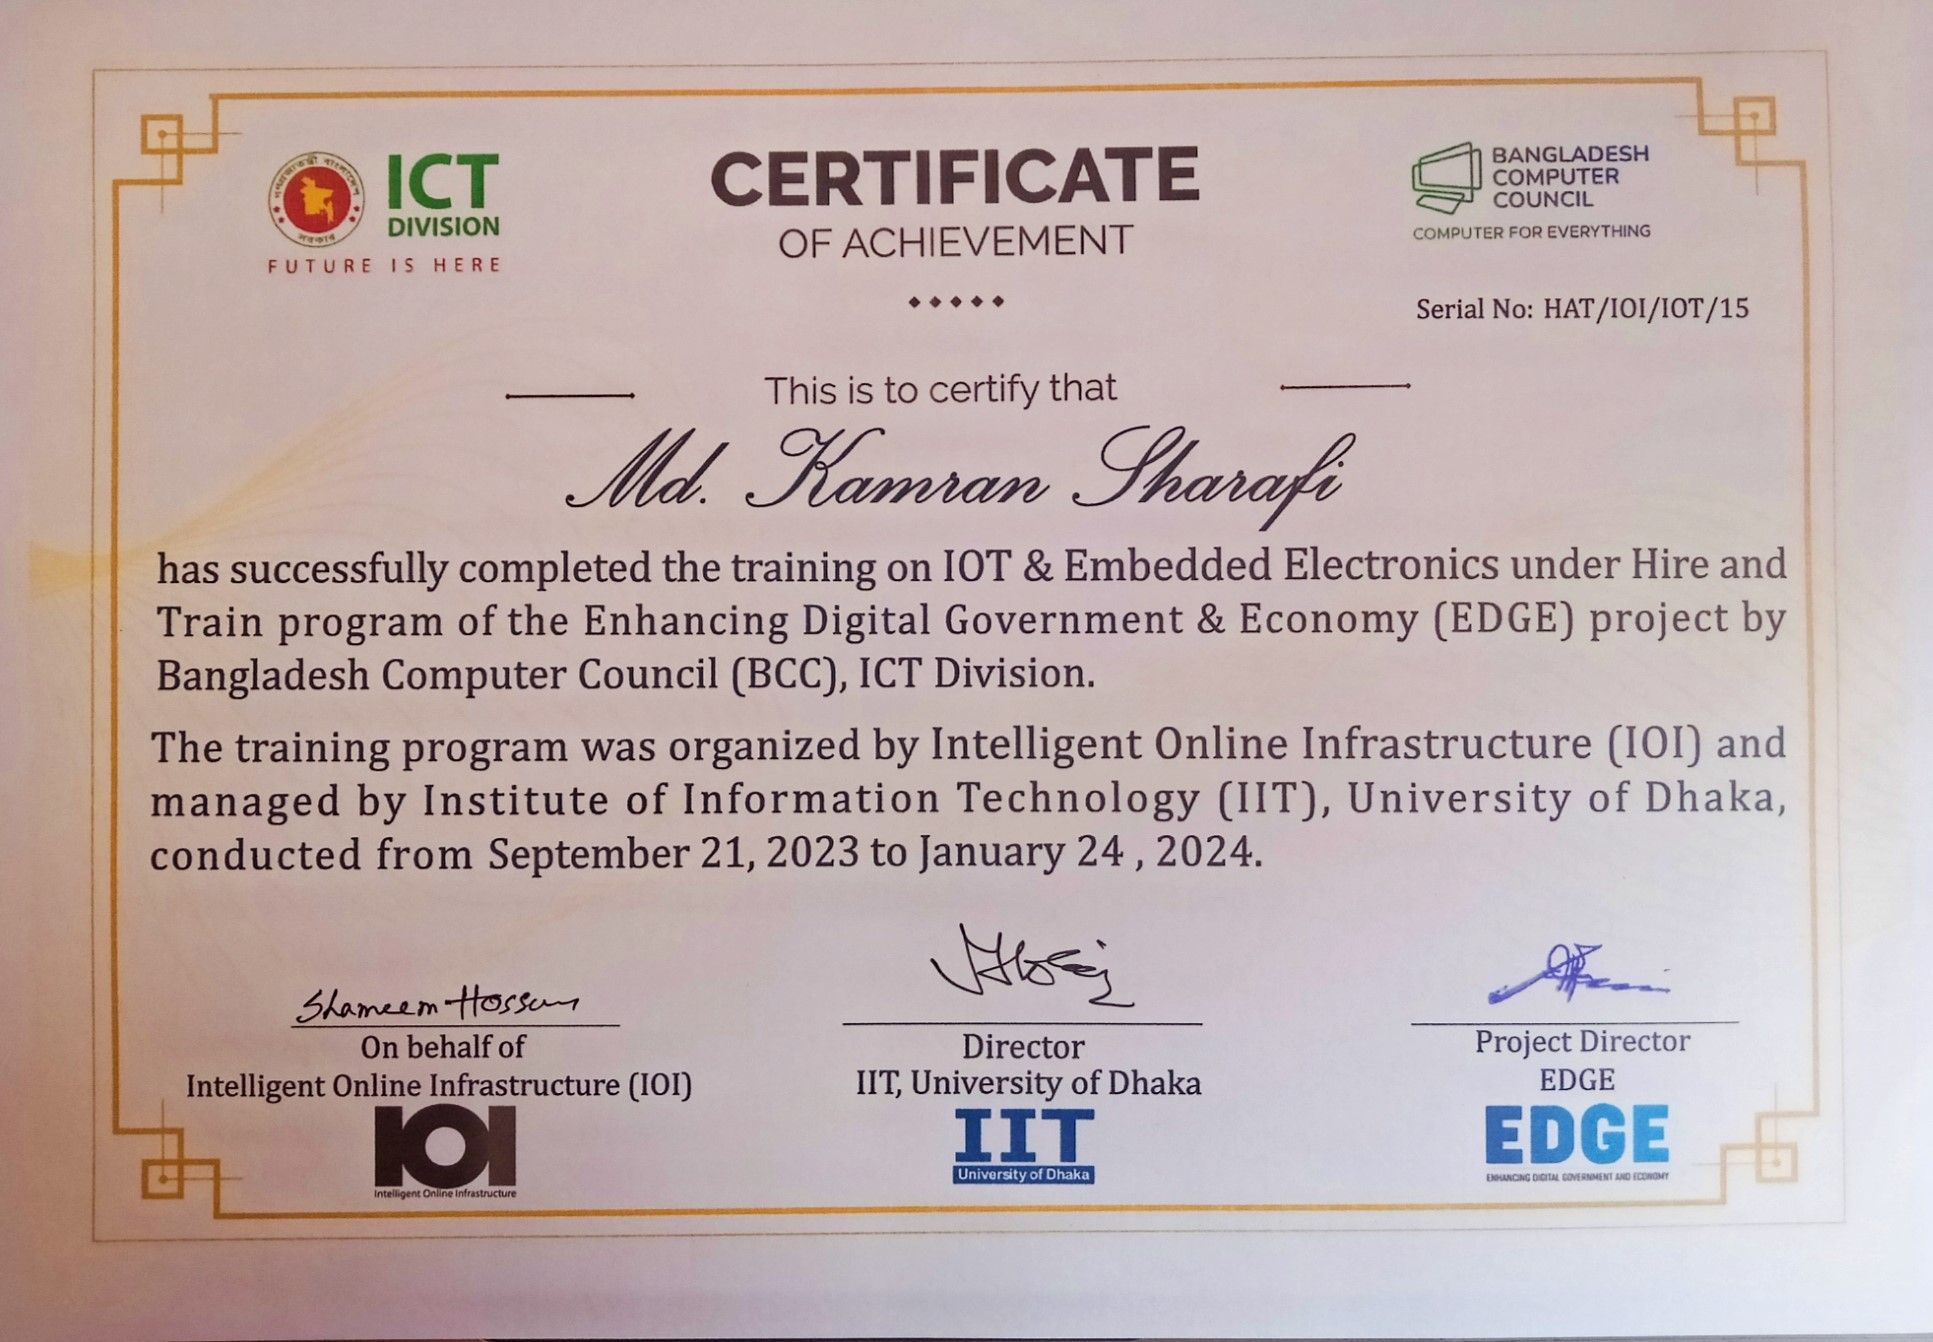 ICT
DIVISION
FUTURE IS HERE
CERTIFICATE
OF ACHIEVEMENT
BANGLADESH
COMPUTER
COUNCIL
COMPUTER FOR EVERYTHING
Serial No: HAT/IOI/IOT/15
This is to certify that
Md. Kamran Sharafi
has successfully completed the training on IOT & Embedded Electronics under Hire and
Train program of the Enhancing Digital Government & Economy (EDGE) project by
Bangladesh Computer Council (BCC), ICT Division.
The training program was organized by Intelligent Online Infrastructure (IOI) and
managed by Institute of Information Technology (IIT), University of Dhaka,
conducted from September 21, 2023 to January 24 , 2024.
Shameem Hossain
On behalf of
Intelligent Online Infrastructure (IOI)
IOI
Intelligent Online Infrastructure
Director
IIT, University of Dhaka
IIT
University of Dhaka
Project Director
EDGE
EDGE
ENHANCING DIGITAL GOVERNMENT AND ECONOMY